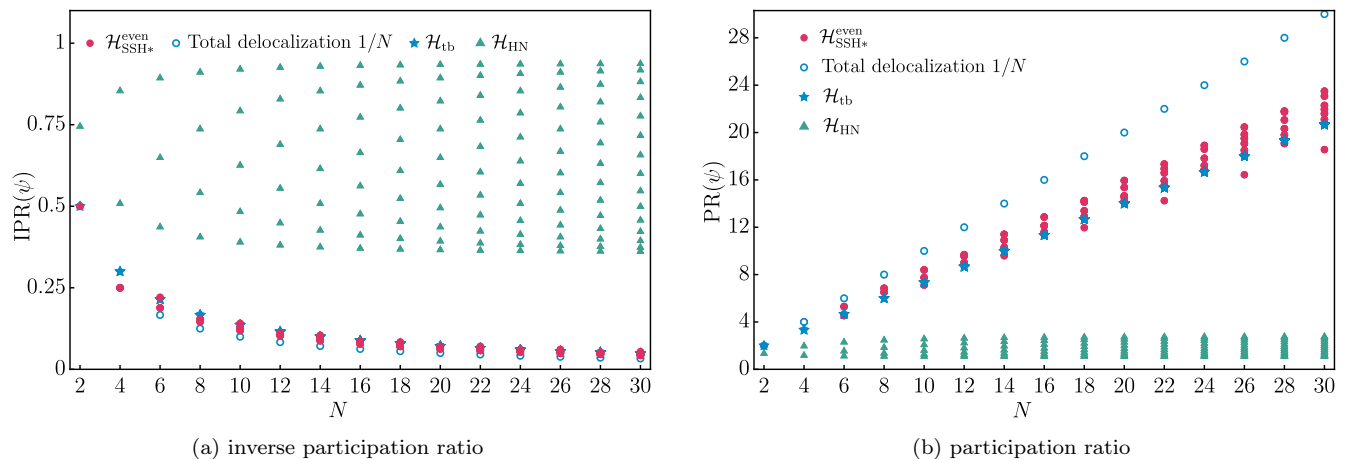 1
0.75
0.5
0.25
0
IPR(ψ)
H^even_SSH* Total delocalization 1/N H_tb H_HN
2 4 6 8 10 12 14 16 18 20 22 24 26 28 30
N
(a) inverse participation ratio
28
24
20
16
12
8
4
0
PR(ψ)
H^even_SSH*
Total delocalization 1/N
H_tb
H_HN
2 4 6 8 10 12 14 16 18 20 22 24 26 28 30
N
(b) participation ratio